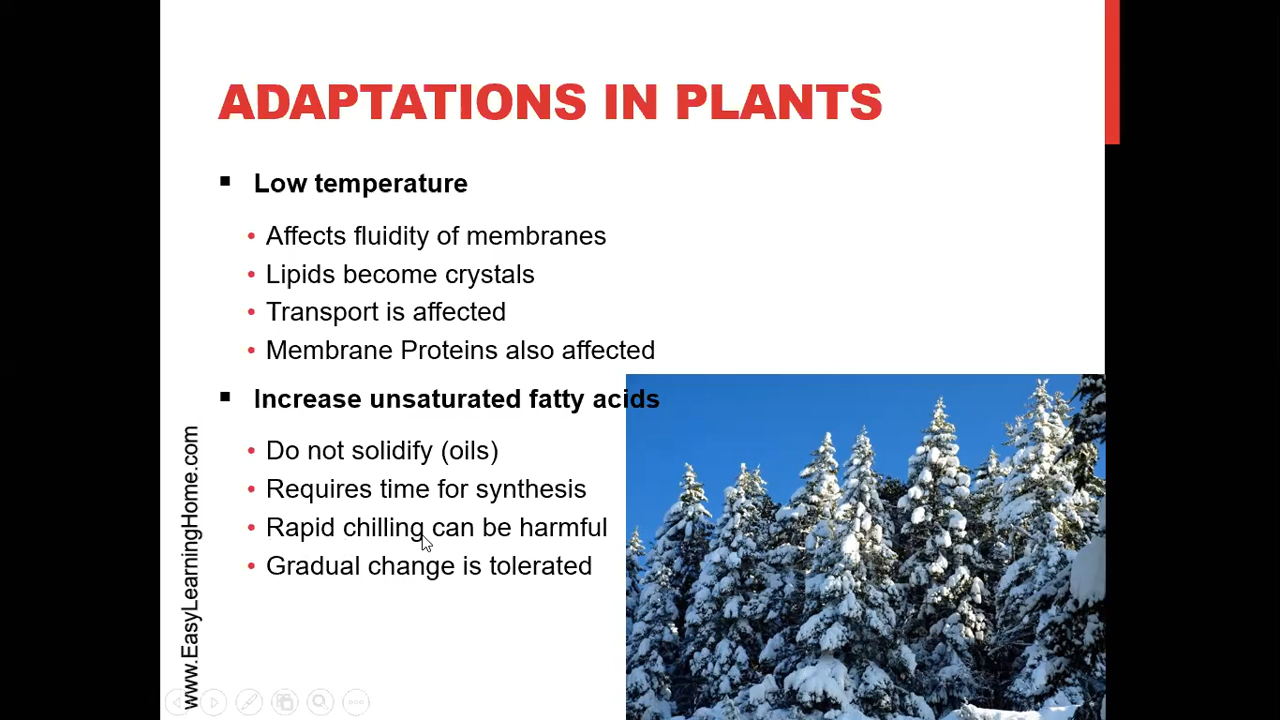 ADAPTATIONS IN PLANTS
Low temperature
Affects fluidity of membranes
Lipids become crystals
Transport is affected
Membrane Proteins also affected
Increase unsaturated fatty acids
Do not solidify (oils)
Requires time for synthesis
Rapid chilling can be harmful
Gradual change is tolerated
www.EasyLearningHome.com